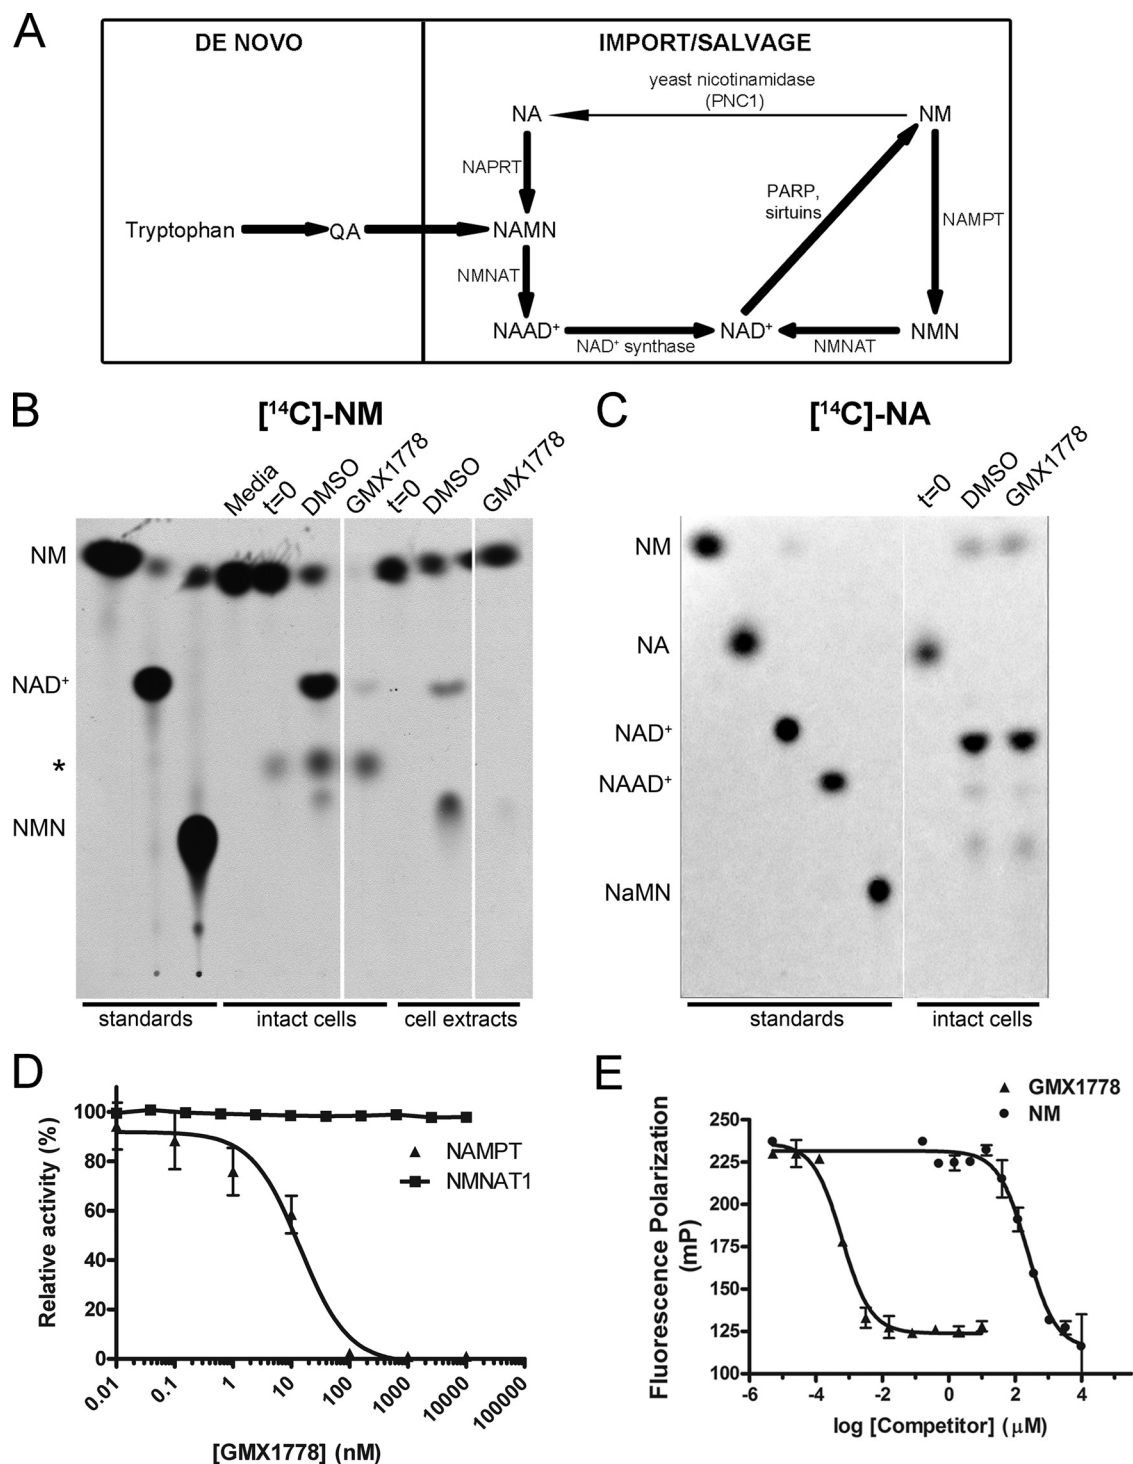 A
DE NOVO
IMPORT/SALVAGE
yeast nicotinamidase
(PNC1)
NA
NM
NAPRT
PARP,
sirtuins
NAMPT
Tryptophan
QA
NAMN
NMNAT
NAAD⁺
NAD⁺ synthase
NAD⁺
NMNAT
NMN
B
[¹⁴C]-NM
Media
t=0
DMSO
GMX1778
t=0
DMSO
GMX1778
NM
NAD⁺
*
NMN
standards
intact cells
cell extracts
C
[¹⁴C]-NA
t=0
DMSO
GMX1778
NM
NA
NAD⁺
NAAD⁺
NaMN
standards
intact cells
D
Relative activity (%)
100
80
60
40
20
0
NAMPT
NMNAT1
0.01
0.1
1
10
100
1000
10000
100000
[GMX1778] (nM)
E
GMX1778
NM
Fluorescence Polarization
(mP)
250
225
200
175
150
125
100
-6
-4
-2
0
2
4
log [Competitor] (μM)